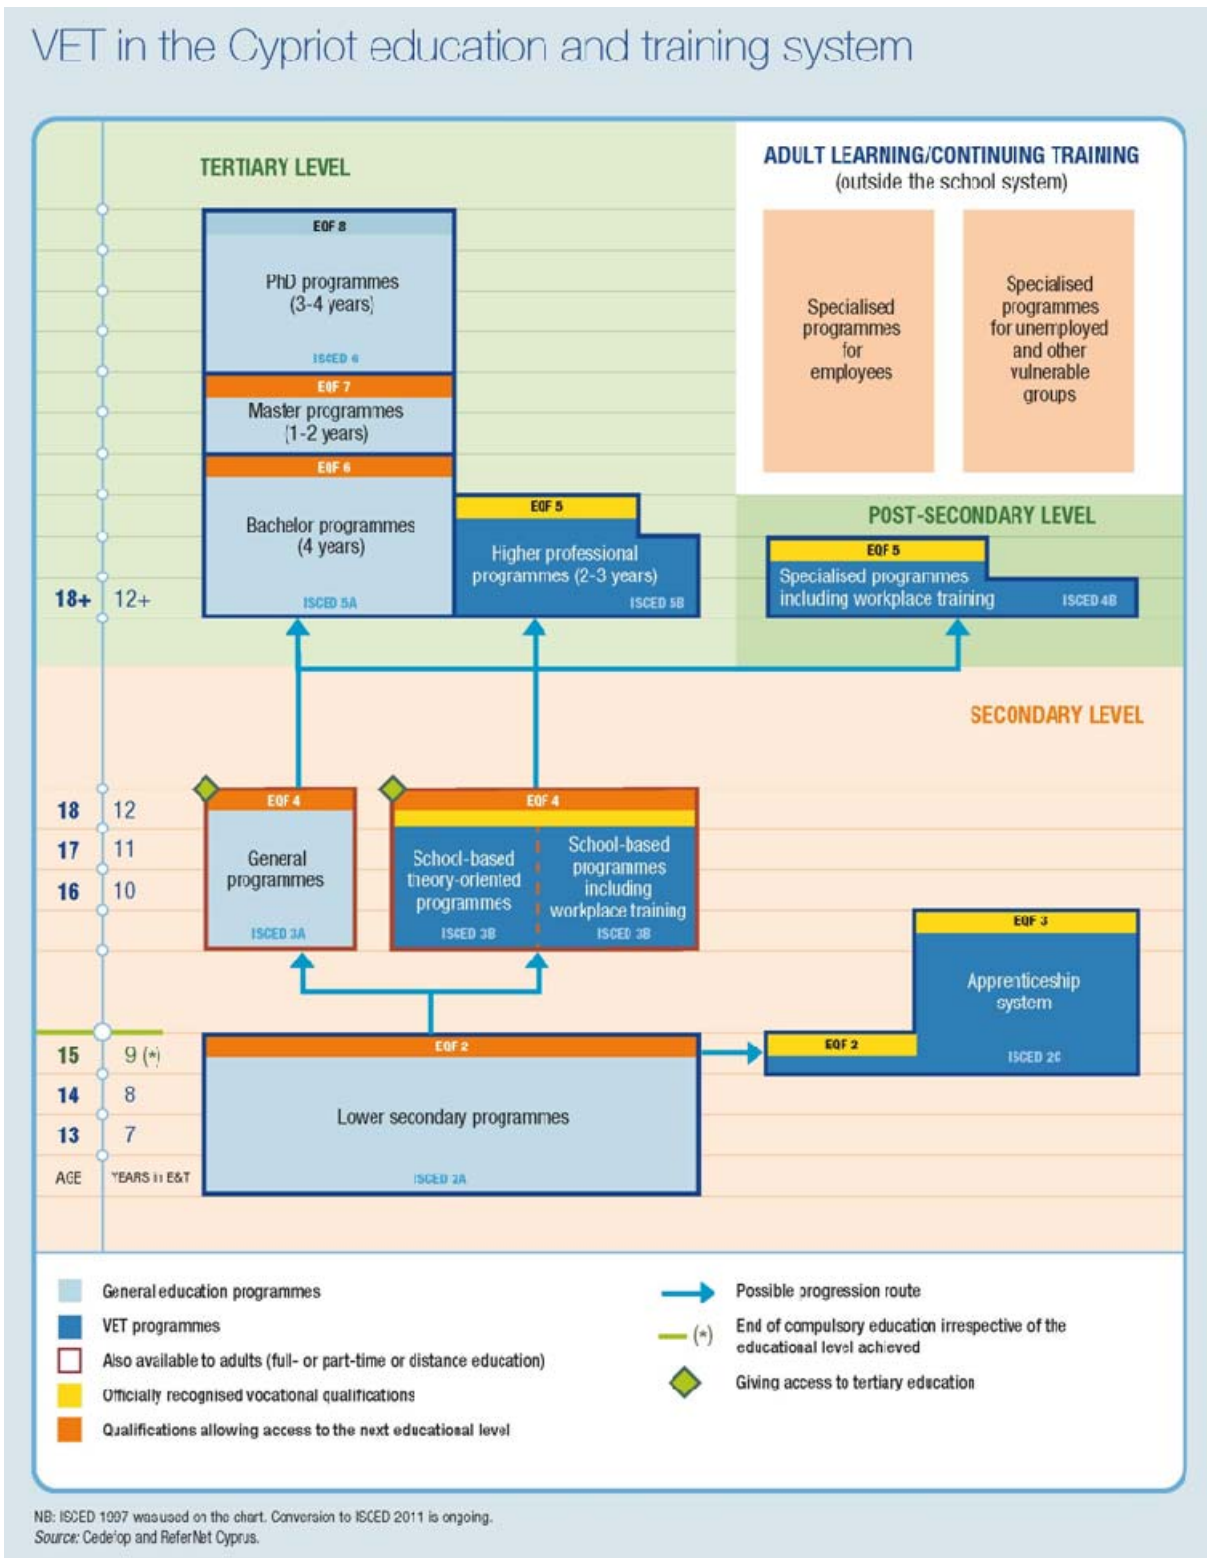 VET in the Cypriot education and training system
TERTIARY LEVEL
EQF 8
PhD programmes
(3-4 years)
ISCED 6
EQF 7
Master programmes
(1-2 years)
EQF 6
Bachelor programmes
(4 years)
ISCED 5A
EQF 5
Higher professional
programmes (2-3 years)
ISCED 5B
ADULT LEARNING/CONTINUING TRAINING
(outside the school system)
Specialised
programmes
for
employees
Specialised
programmes
for unemployed
and other
vulnerable
groups
POST-SECONDARY LEVEL
EQF 5
Specialised programmes
including workplace training
ISCED 4B
18+ 12+
SECONDARY LEVEL
18 12
17 11
16 10
EQF 4
General
programmes
ISCED 3A
EQF 4
School-based
theory-oriented
programmes
ISCED 3B
School-based
programmes
including
workplace training
ISCED 3B
EQF 3
Apprenticeship
system
ISCED 2C
EQF 2
15 9 (*)
14 8
13 7
AGE YEARS in E&T
EQF 2
Lower secondary programmes
ISCED 2A
General education programmes
VET programmes
Also available to adults (full- or part-time or distance education)
Officially recognised vocational qualifications
Qualifications allowing access to the next educational level
Possible progression route
(*) End of compulsory education irrespective of the
educational level achieved
Giving access to tertiary education
NB: ISCED 1997 was used on the chart. Conversion to ISCED 2011 is ongoing.
Source: Cedefop and ReferNet Cyprus.